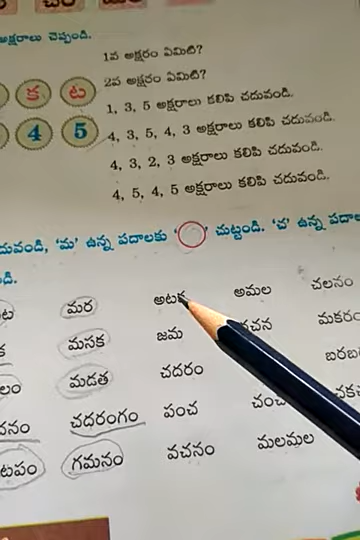 అక్షరాలు చెప్పండి.
1వ అక్షరం ఏమిటి?
2వ అక్షరం ఏమిటి?
క ట
1, 3, 5 అక్షరాలు కలిపి చదువండి.
4 5
4, 3, 5, 4, 3 అక్షరాలు కలిపి చదువండి.
4, 3, 2, 3 అక్షరాలు కలిపి చదువండి.
4, 5, 4, 5 అక్షరాలు కలిపి చదువండి.
'మ' ఉన్న పదాలకు ' ' చుట్టండి. 'చ' ఉన్న
మర అటక అమల చలనం
మసక జమ
మడత చదరం
చదరంగం పంచ
గమనం వచనం మలమల